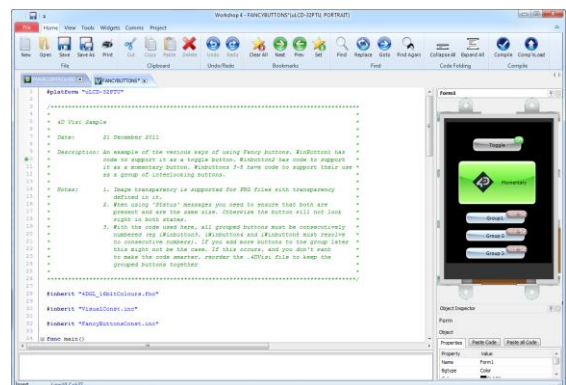 Workshop 4 - FANCYBUTTONS*(uLCD-32PTU, PORTRAIT)
File Home View Tools Widgets Comms Project
New Open Save Save As Print Cut Copy Paste Delete Undo Redo Clear All Next Prev Set Find Replace Goto Find Again Collapse All Expand All Compile Comp'nLoad
File Clipboard Undo/Redo Bookmarks Find Code Folding Compile
FANCYBUTTONS*
#platform "uLCD-32PTU"
4D Visi Sample
Date: 21 December 2011
Description: An example of the various ways of using Fancy buttons. WinButton1 has
code to support it as a toggle button. Winbutton2 has code to support
it as a momentary button. Winbuttons 3-5 have code to support their use
as a group of interlocking buttons.
Notes: 1. Image transparency is supported for PNG files with transparency
defined in it.
2. When using 'Status' messages you need to ensure that both are
present and are the same size. Otherwise the button will not look
right in both states.
3. With the code used here, all grouped buttons must be consecutively
numbered (eg iWinbutton3, iWinbutton4 and iWinbutton5 must resolve
to consecutive numbers). If you add more buttons to the group later
this might not be the case. If this occurs, and you don't want
to make the code smarter, reorder the .4DVisi file to keep the
grouped buttons together
#inherit "4DGL_16bitColours.fnc"
#inherit "VisualConst.inc"
#inherit "FancyButtonsConst.inc"
func main()
Form1
Toggle
Momentary
Group1
Group 2
Group 3
Object Inspector
Form
Object
Properties Paste Code Paste all Code
Property Value
Name Form1
Bgtype Color
Insert